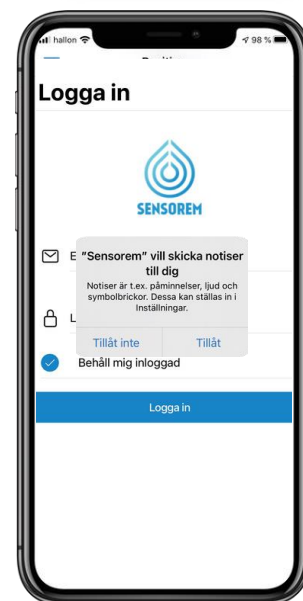 hallon
98 %
Logga in
SENSOREM
E
"Sensorem" vill skicka notiser
till dig
Notiser är t.ex. påminnelser, ljud och
symbolbrickor. Dessa kan ställas in i
Inställningar.
L
Tillåt inte
Tillåt
Behåll mig inloggad
Logga in